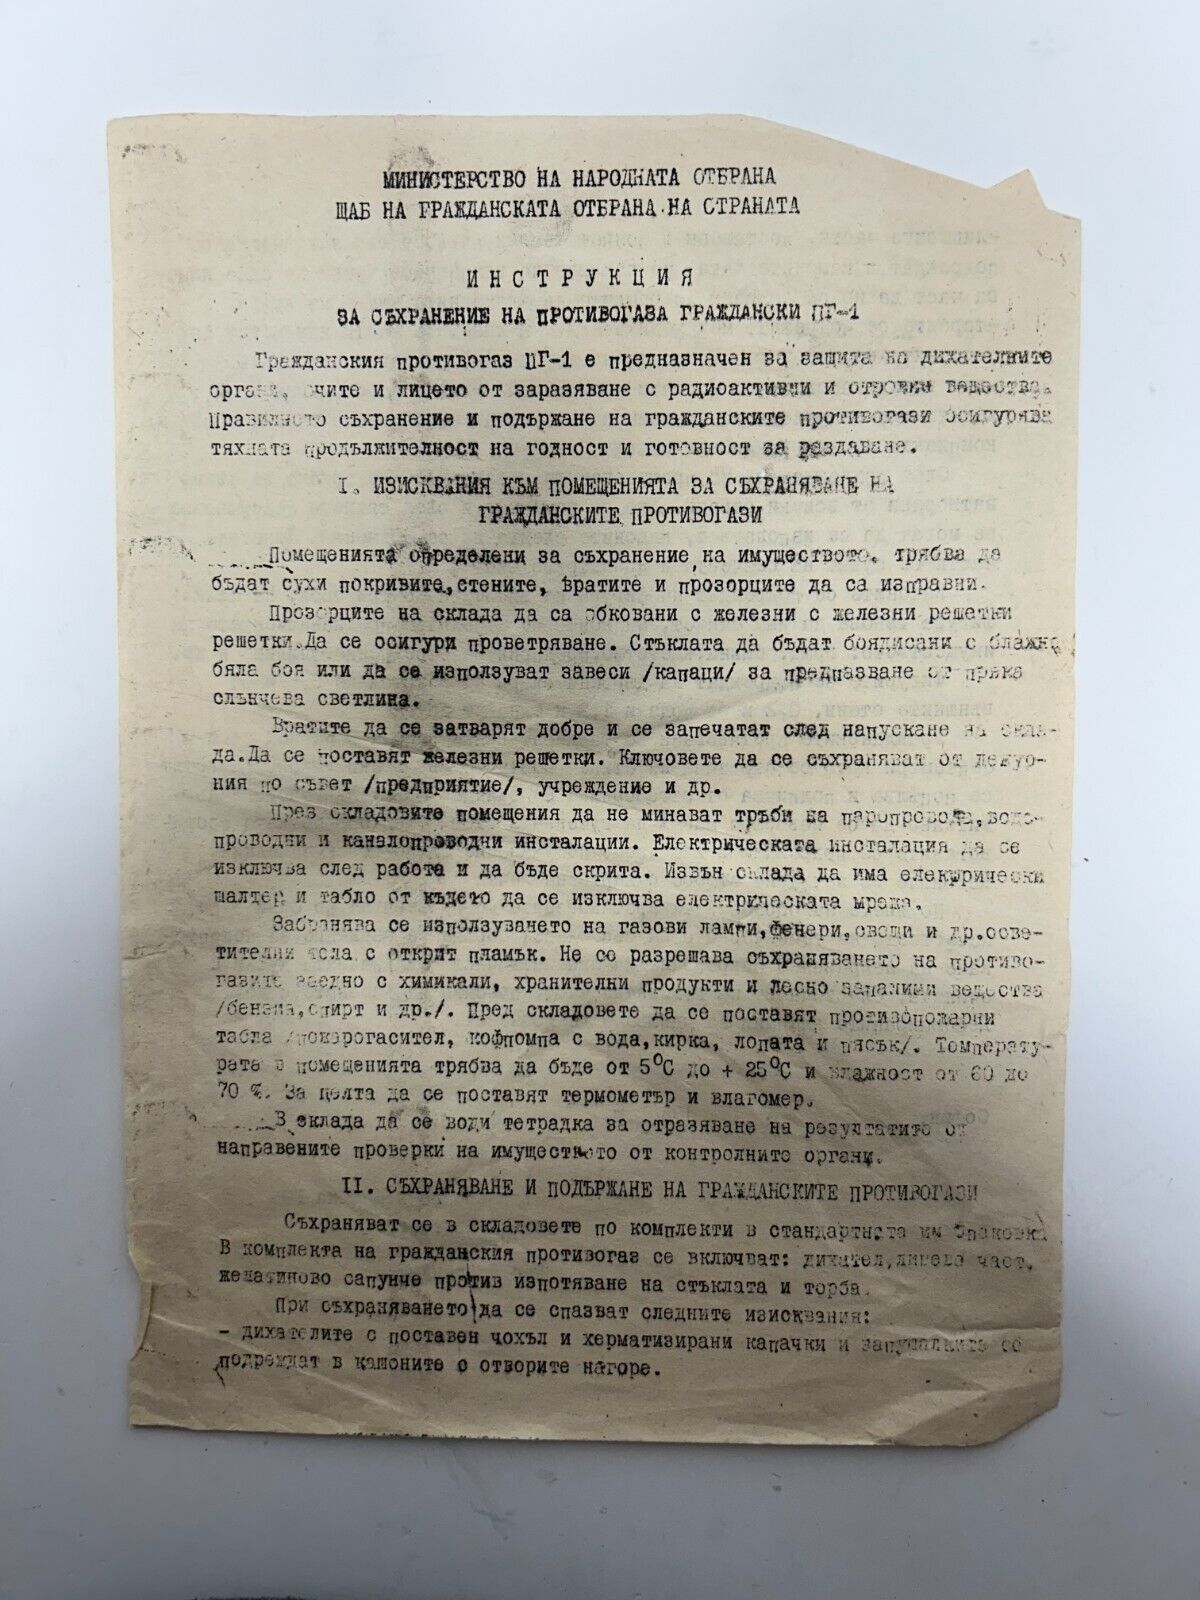 МИНИСТЕРСТВО НА НАРОДНАТА ОТБРАНА
ЩАБ НА ГРАЖДАНСКАТА ОТБРАНА НА СТРАНАТА
ИНСТРУКЦИЯ
ЗА СЪХРАНЕНИЕ НА ПРОТИВОГАЗА ГРАЖДАНСКИ ПГ-1
Гражданския противогаз ПГ-1 е предназначен за защита на дихателните
органи, очите и лицето от заразяване с радиоактивни и отровни вещества.
Правилното съхранение и подържане на гражданските противогази осигурява
тяхната продължителност на годност и готовност за раздаване.
I. ИЗИСКВАНИЯ КЪМ ПОМЕЩЕНИЯТА ЗА СЪХРАНЯВАНЕ НА
ГРАЖДАНСКИТЕ ПРОТИВОГАЗИ
Помещенията определени за съхранение на имуществото, трябва да
бъдат сухи покривите, стените, вратите и прозорците да са изправни.
Прозорците на склада да са обковани с железни с железни решетки
решетки.Да се осигури проветряване. Стъклата да бъдат боядисани с блажна
бяла боя или да се използуват завеси /капаци/ за предпазване от пряка
слънчева светлина.
Вратите да се затварят добре и се запечатат след напускане на скла-
да.Да се поставят железни решетки. Ключовете да се съхраняват от дежур-
ния по съвет /предприятие/, учреждение и др.
През складовите помещения да не минават тръби на паропровода, водо-
проводни и каналопроводни инсталации. Електрическата инсталация да се
изключва след работа и да бъде скрита. Извън склада да има електрически
шалтер и табло от където да се изключва електрическата мрежа.
Забранява се използуването на газови лампи, фенери, свещи и др.осве-
тителни тела с открит пламък. Не се разрешава съхраняването на противо-
газите заедно с химикали, хранителни продукти и лесно запалими вещества
/бензин, спирт и др./. Пред складовете да се поставят противопожарни
табла /пожарогасител, кофпомпа с вода, кирка, лопата и пясък/. Температу-
рата в помещенията трябва да бъде от 5°С до + 25°С и влажност от 60 до
70 %. За целта да се поставят термометър и влагомер.
В склада да се води тетрадка за отразяване на резултатите от
направените проверки на имуществото от контролните органи.
II. СЪХРАНЯВАНЕ И ПОДЪРЖАНЕ НА ГРАЖДАНСКИТЕ ПРОТИВОГАЗИ
Съхраняват се в складовете по комплекти в стандартната им опаковка
В комплекта на гражданския противогаз се включват: дихател, лицева част,
желатиново сапунче против изпотяване на стъклата и торба.
При съхраняването да се спазват следните изисквания:
- дихателите с поставен чохъл и херматизирани капачки и запушалките се
подреждат в кашоните с отворите нагоре.